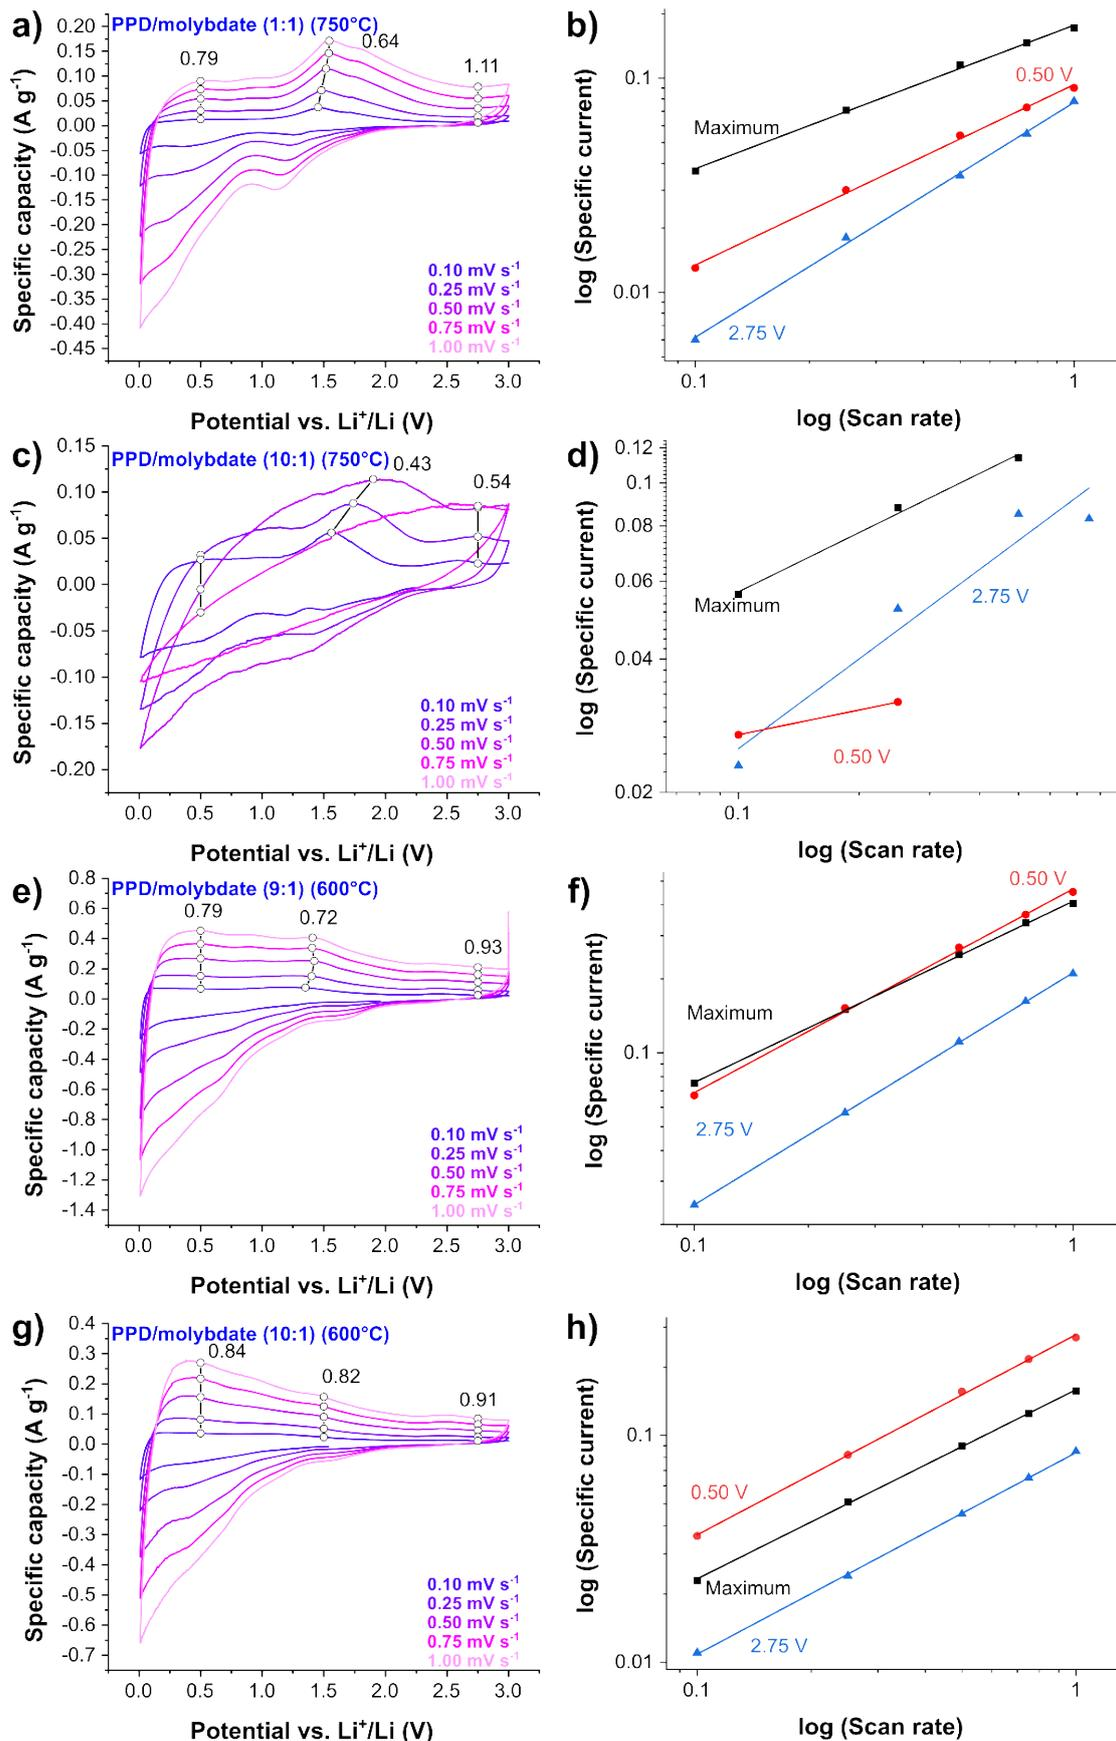 a)
PPD/molybdate (1:1) (750°C)
0.79
0.64
1.11
0.20
0.15
0.10
0.05
0.00
-0.05
-0.10
-0.15
-0.20
-0.25
-0.30
-0.35
-0.40
-0.45
Specific capacity (A g⁻¹)
0.10 mV s⁻¹
0.25 mV s⁻¹
0.50 mV s⁻¹
0.75 mV s⁻¹
1.00 mV s⁻¹
0.0 0.5 1.0 1.5 2.0 2.5 3.0
Potential vs. Li⁺/Li (V)
b)
0.1
0.01
log (Specific current)
Maximum
0.50 V
2.75 V
0.1 1
log (Scan rate)
c)
PPD/molybdate (10:1) (750°C)
0.43
0.54
0.15
0.10
0.05
0.00
-0.05
-0.10
-0.15
-0.20
Specific capacity (A g⁻¹)
0.10 mV s⁻¹
0.25 mV s⁻¹
0.50 mV s⁻¹
0.75 mV s⁻¹
1.00 mV s⁻¹
0.0 0.5 1.0 1.5 2.0 2.5 3.0
Potential vs. Li⁺/Li (V)
d)
0.12
0.1
0.08
0.06
0.04
0.02
log (Specific current)
Maximum
2.75 V
0.50 V
0.1
log (Scan rate)
e)
PPD/molybdate (9:1) (600°C)
0.79
0.72
0.93
0.8
0.6
0.4
0.2
0.0
-0.2
-0.4
-0.6
-0.8
-1.0
-1.2
-1.4
Specific capacity (A g⁻¹)
0.10 mV s⁻¹
0.25 mV s⁻¹
0.50 mV s⁻¹
0.75 mV s⁻¹
1.00 mV s⁻¹
0.0 0.5 1.0 1.5 2.0 2.5 3.0
Potential vs. Li⁺/Li (V)
f)
0.1
log (Specific current)
0.50 V
Maximum
2.75 V
0.1 1
log (Scan rate)
g)
PPD/molybdate (10:1) (600°C)
0.84
0.82
0.91
0.4
0.3
0.2
0.1
0.0
-0.1
-0.2
-0.3
-0.4
-0.5
-0.6
-0.7
Specific capacity (A g⁻¹)
0.10 mV s⁻¹
0.25 mV s⁻¹
0.50 mV s⁻¹
0.75 mV s⁻¹
1.00 mV s⁻¹
0.0 0.5 1.0 1.5 2.0 2.5 3.0
Potential vs. Li⁺/Li (V)
h)
0.1
0.01
log (Specific current)
0.50 V
Maximum
2.75 V
0.1 1
log (Scan rate)